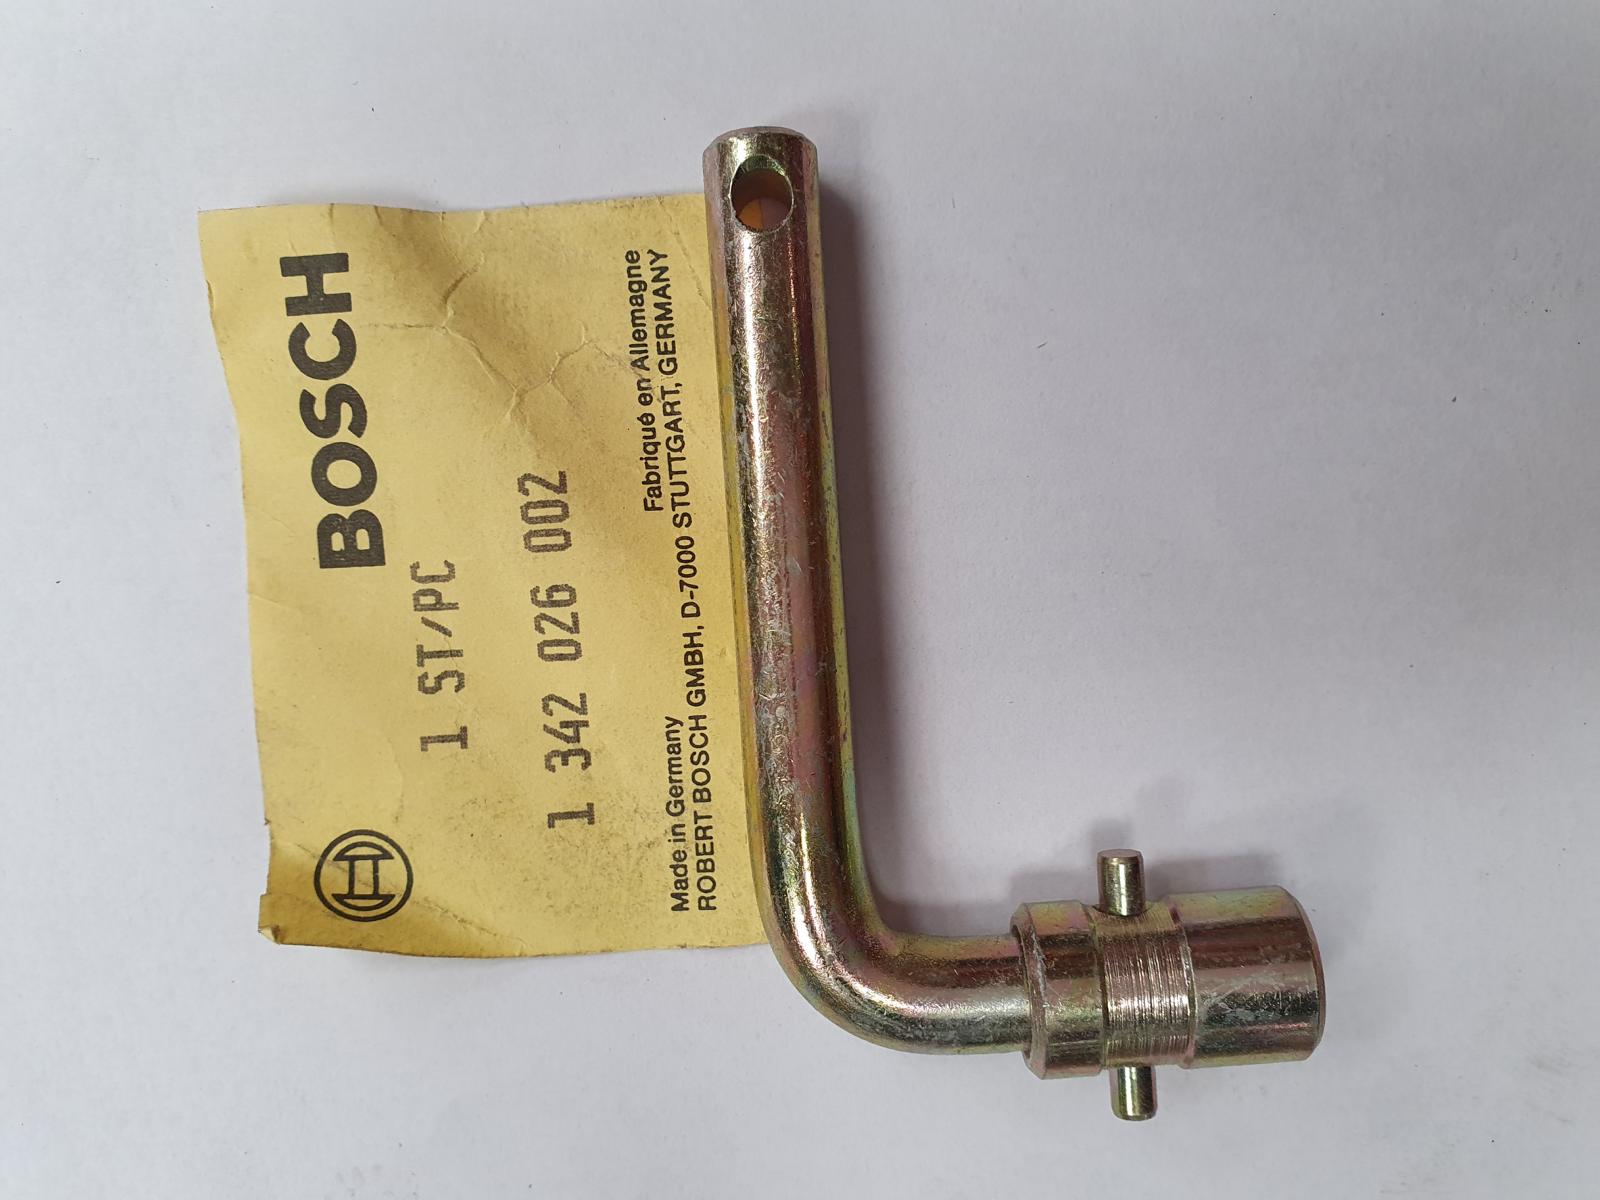 BOSCH
1 ST/PC
1 342 026 002
Made in Germany Fabriqué en Allemagne
ROBERT BOSCH GMBH, D-7000 STUTTGART, GERMANY